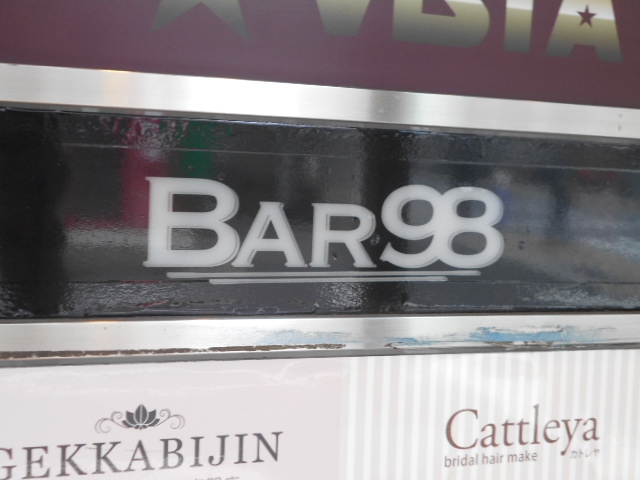 BAR98
GEKKABIJIN
Cattleya
bridal hair make カトレヤ